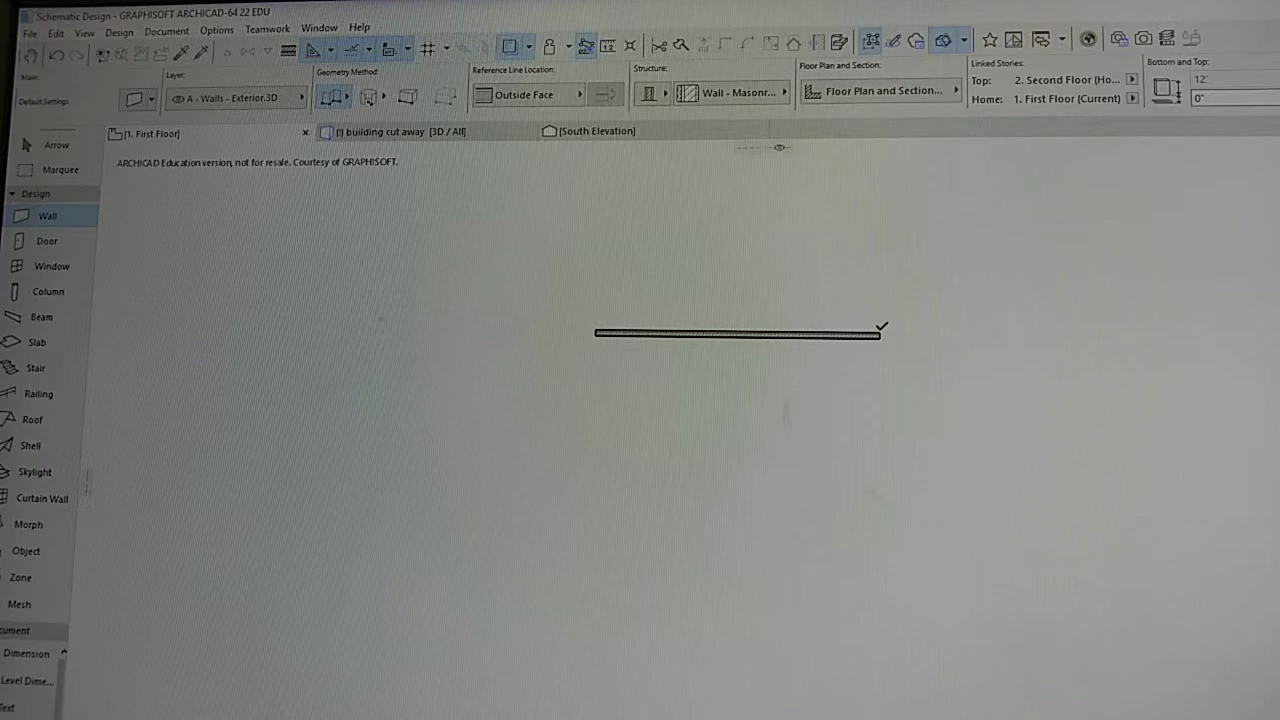 Schematic Design - GRAPHISOFT ARCHICAD-64 22 EDU
File Edit View Design Document Options Teamwork Window Help
Main:
Default Settings
Layer:
A - Walls - Exterior.3D
Geometry Method:
Reference Line Location:
Outside Face
Structure:
Wall - Masonr...
Floor Plan and Section:
Floor Plan and Section...
Linked Stories:
Top: 2. Second Floor (Ho...
Home: 1. First Floor (Current)
Bottom and Top:
12'
0"
[1. First Floor]
(!) building cut away [3D / All]
[South Elevation]
ARCHICAD Education version, not for resale. Courtesy of GRAPHISOFT.
Arrow
Marquee
Design
Wall
Door
Window
Column
Beam
Slab
Stair
Railing
Roof
Shell
Skylight
Curtain Wall
Morph
Object
Zone
Mesh
cument
Dimension
Level Dime...
Text